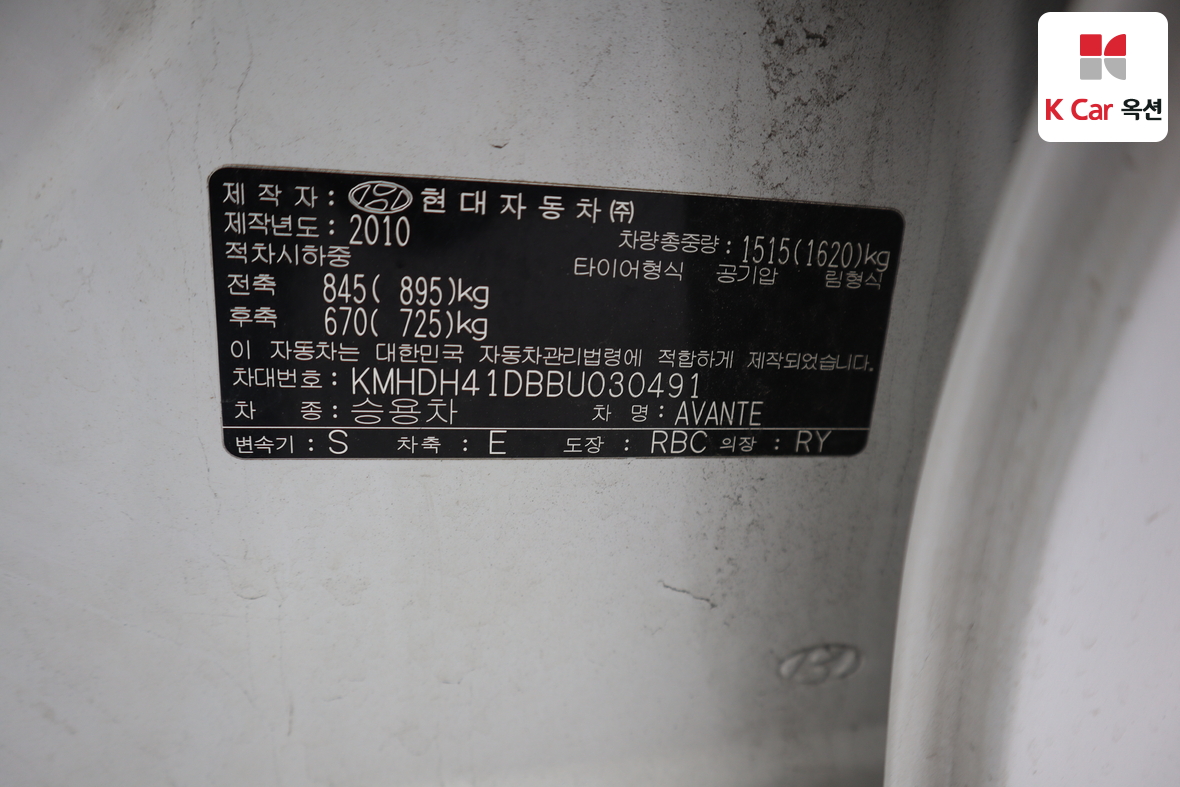 K Car 옥션
제 작 자 : 현 대 자 동 차 ㈜
제작년도 : 2010
차량총중량 : 1515(1620)kg
적차시하중
타이어형식 공기압 림형식
전축 845( 895)kg
후축 670( 725)kg
이 자동차는 대한민국 자동차관리법령에 적합하게 제작되었습니다.
차대번호 : KMHDH41DBBU030491
차 종 : 승용차 차 명 : AVANTE
변속기 : S 차축 : E 도장 : RBC 의장 : RY